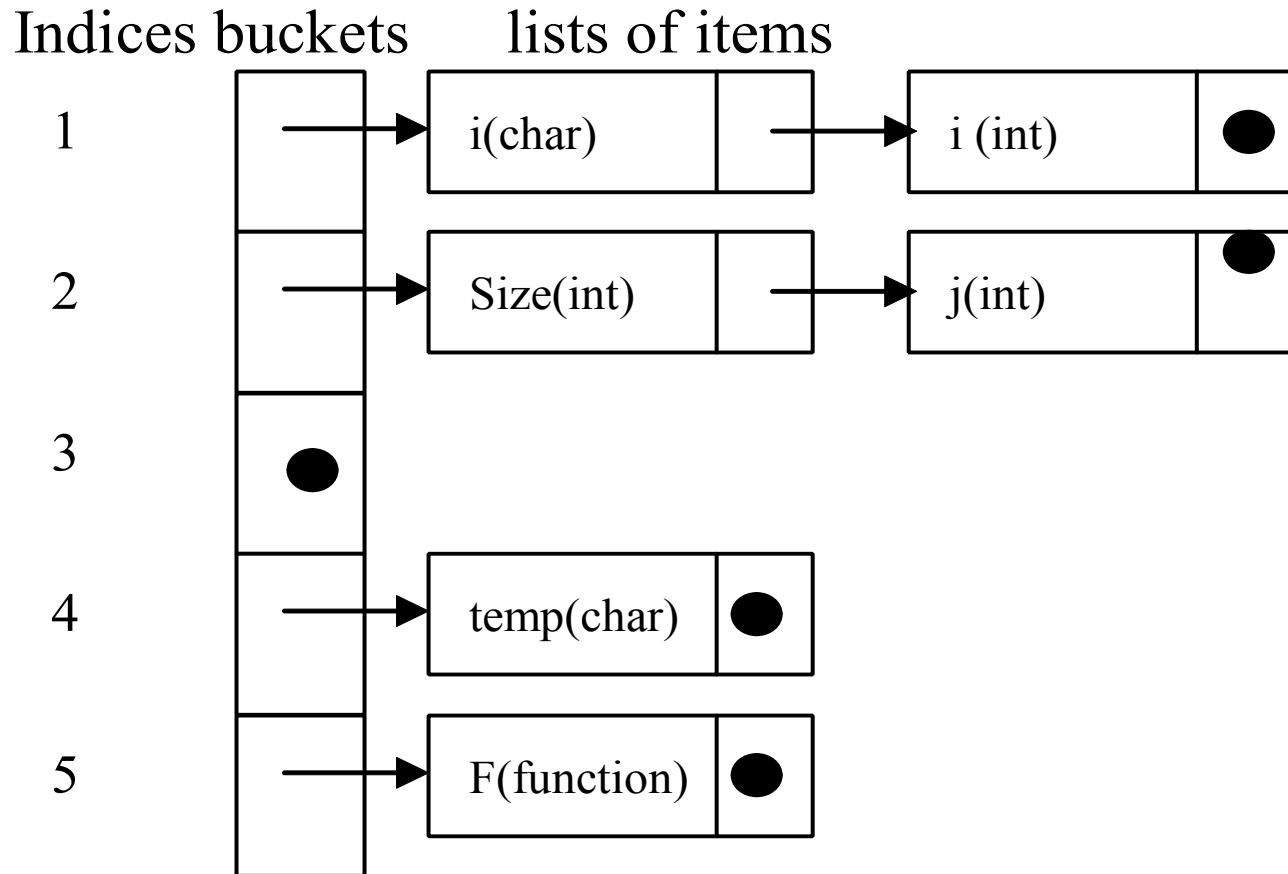 Indices buckets lists of items
1 i(char) i (int)
2 Size(int) j(int)
3
4 temp(char)
5 F(function)